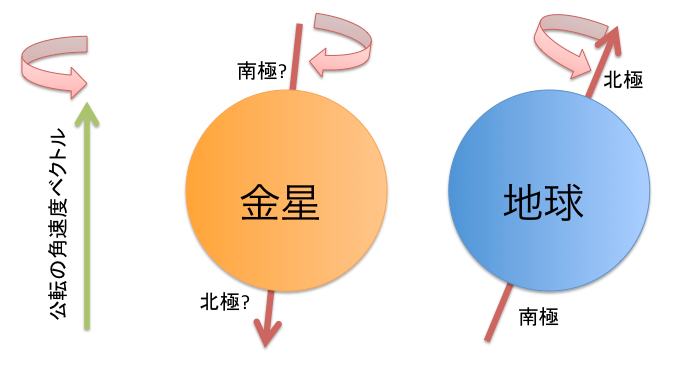 公転の角速度ベクトル
南極?
金星
北極?
北極
地球
南極